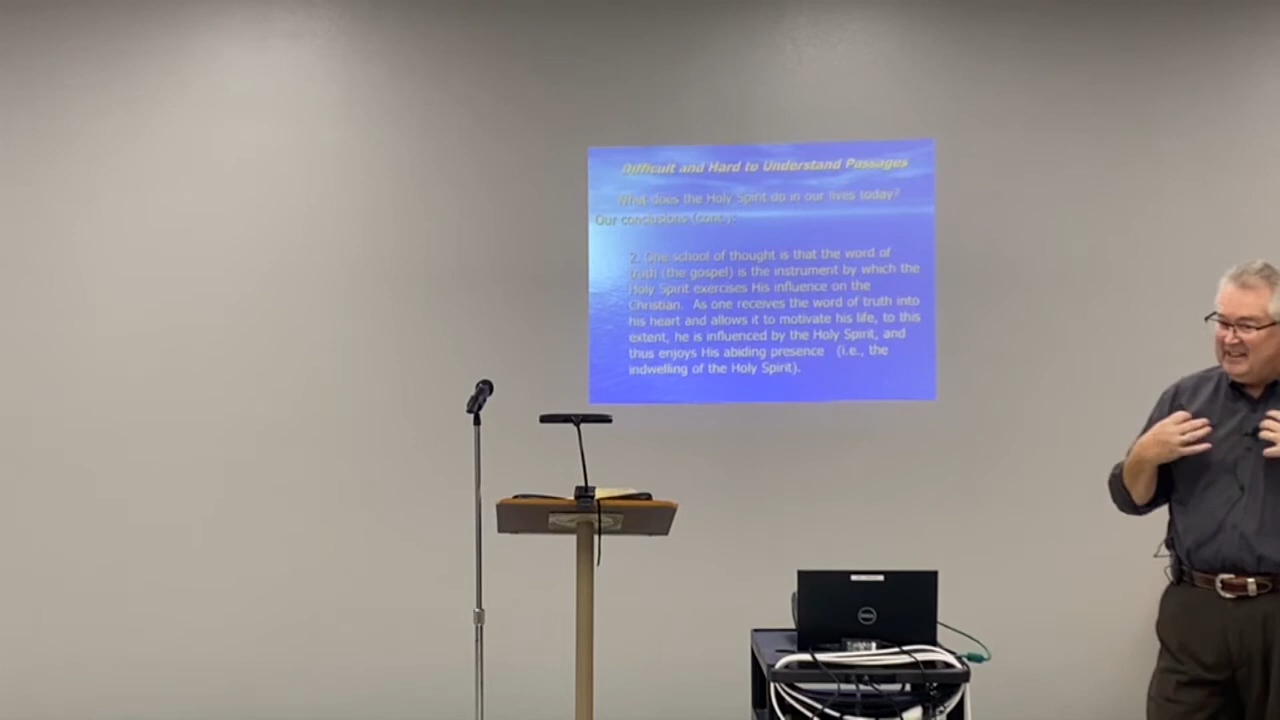 Difficult and Hard to Understand Passages
What does the Holy Spirit do in our lives today?
Our conclusions (cont.):
2. One school of thought is that the word of
truth (the gospel) is the instrument by which the
Holy Spirit exercises His influence on the
Christian. As one receives the word of truth into
his heart and allows it to motivate his life, to this
extent, he is influenced by the Holy Spirit, and
thus enjoys His abiding presence (i.e., the
indwelling of the Holy Spirit).
DELL